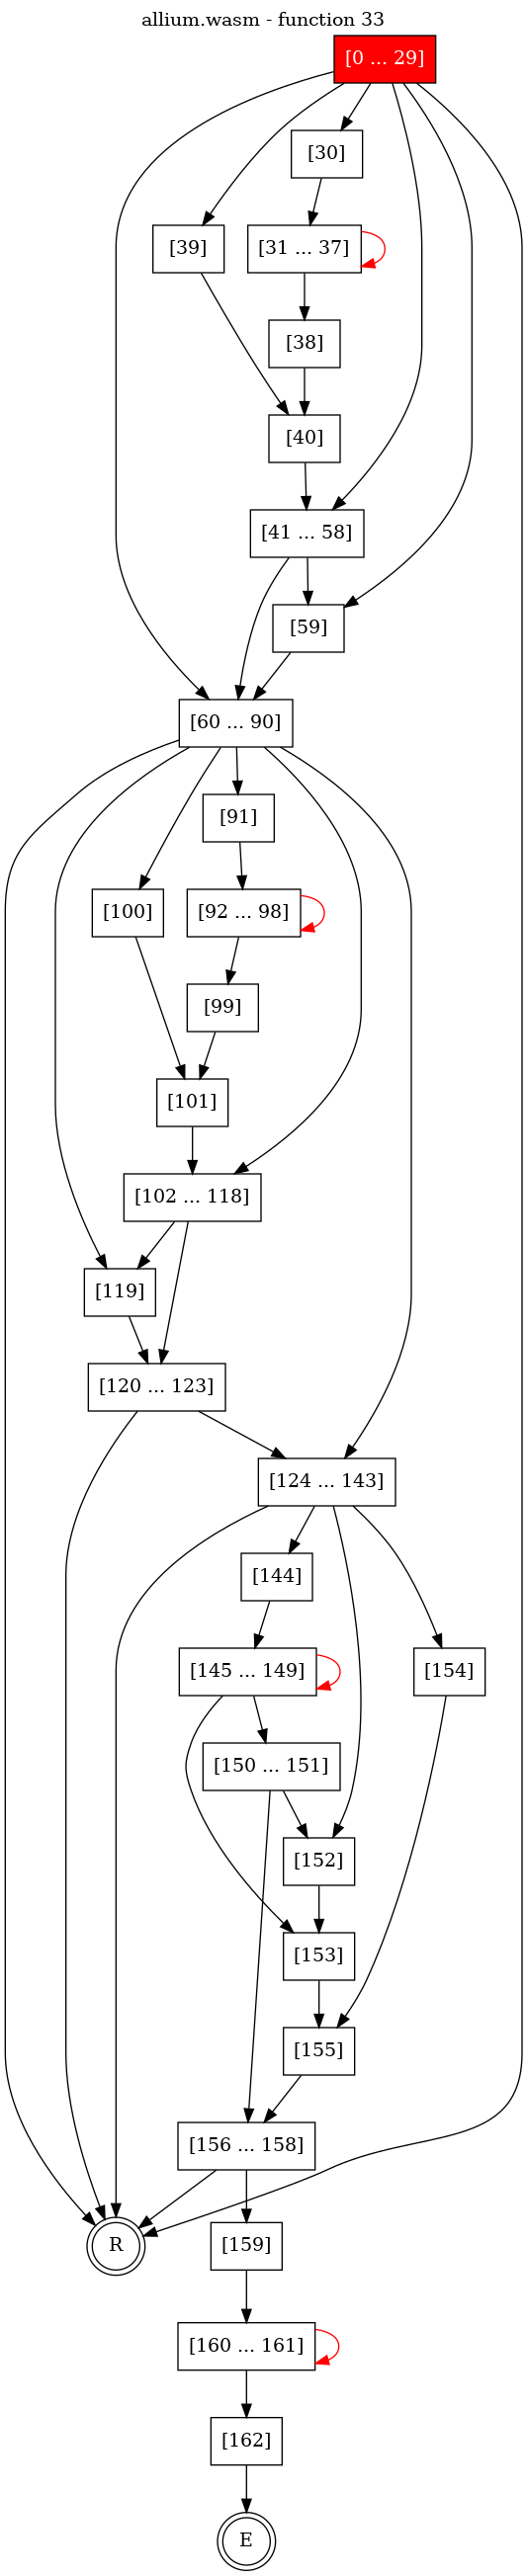 allium.wasm - function 33
[0 ... 29]
[30]
[39]
[31 ... 37]
[38]
[40]
[41 ... 58]
[59]
[60 ... 90]
[91]
[100]
[92 ... 98]
[99]
[101]
[102 ... 118]
[119]
[120 ... 123]
[124 ... 143]
[144]
[145 ... 149]
[154]
[150 ... 151]
[152]
[153]
[155]
[156 ... 158]
R
[159]
[160 ... 161]
[162]
E